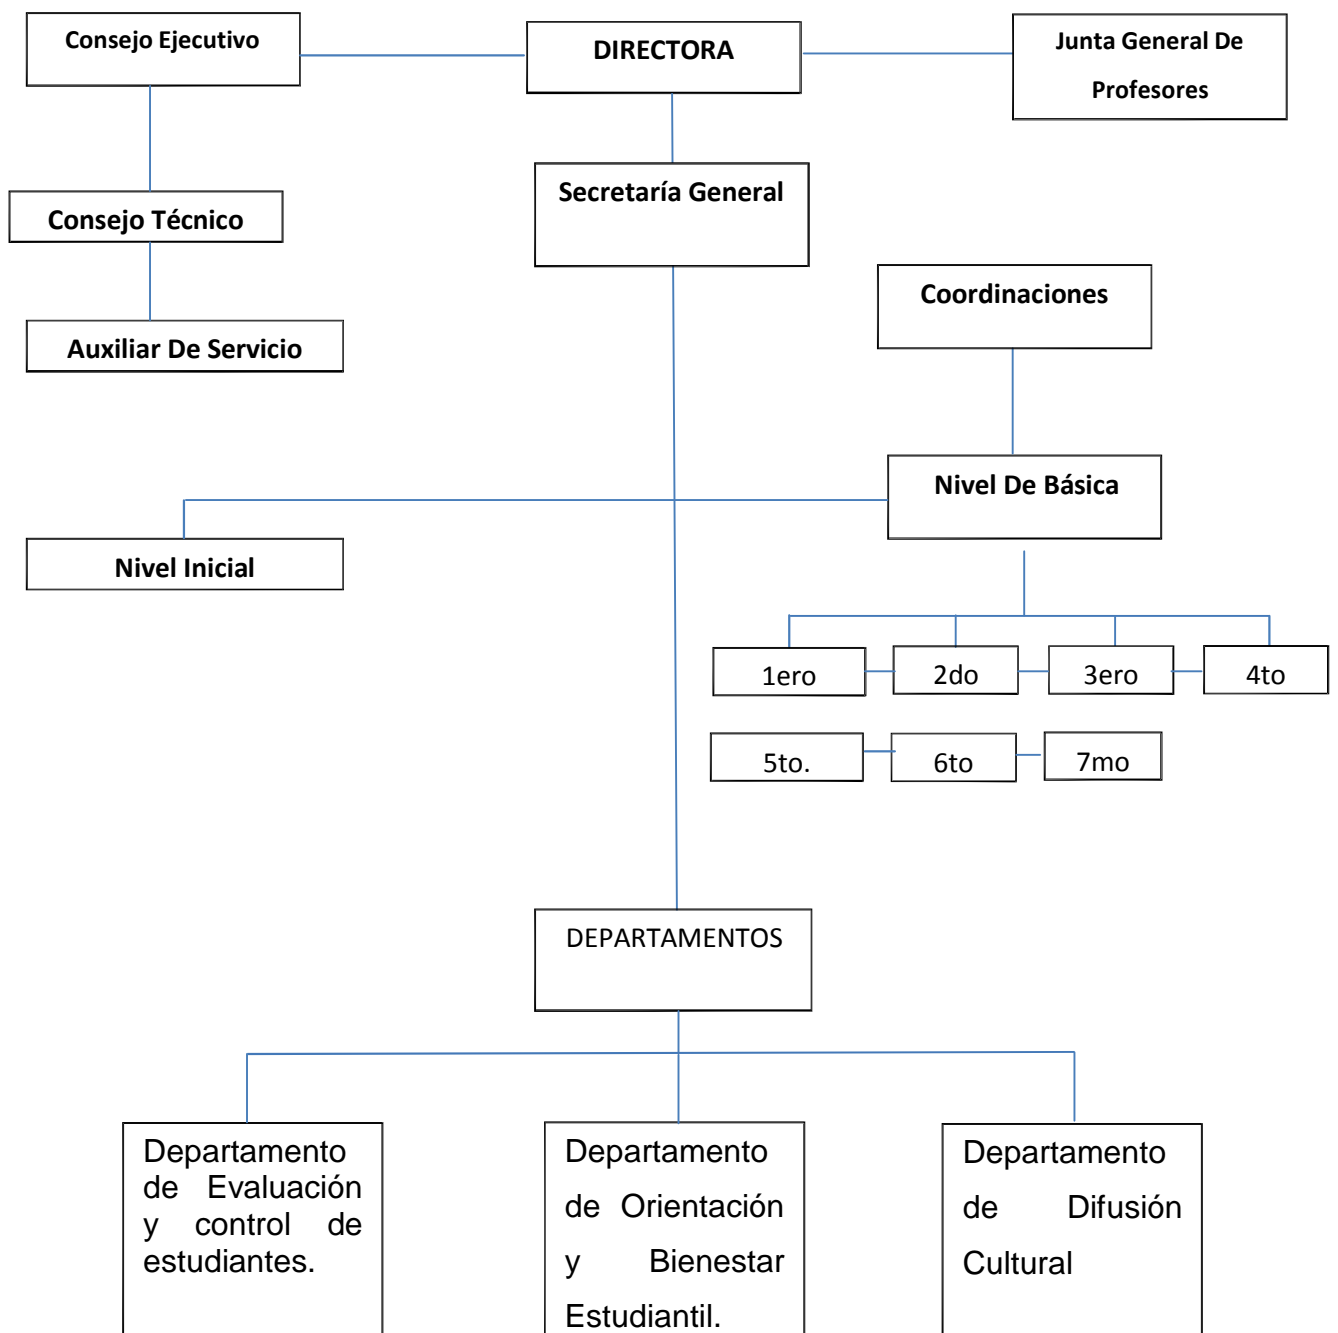 Consejo Ejecutivo
DIRECTORA
Junta General De
Profesores
Secretaría General
Consejo Técnico
Coordinaciones
Auxiliar De Servicio
Nivel De Básica
Nivel Inicial
1ero
2do
3ero
4to
5to.
6to
7mo
DEPARTAMENTOS
Departamento
de Evaluación
y control de
estudiantes.
Departamento
de Orientación
y Bienestar
Estudiantil.
Departamento
de Difusión
Cultural